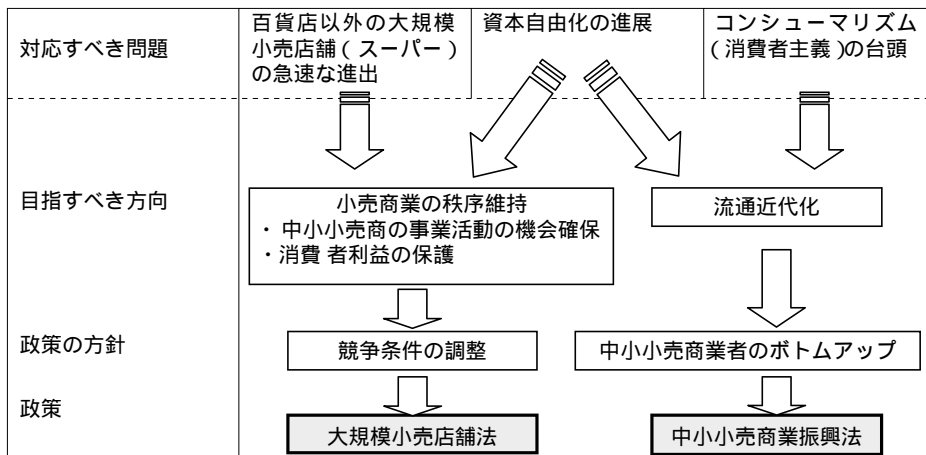 対応すべき問題
百貨店以外の大規模
小売店舗(スーパー)
の急速な進出
資本自由化の進展
コンシューマリズム
(消費者主義)の台頭
目指すべき方向
小売商業の秩序維持
・中小小売商の事業活動の機会確保
・消費 者利益の保護
流通近代化
政策の方針
競争条件の調整
中小小売商業者のボトムアップ
政策
大規模小売店舗法
中小小売商業振興法